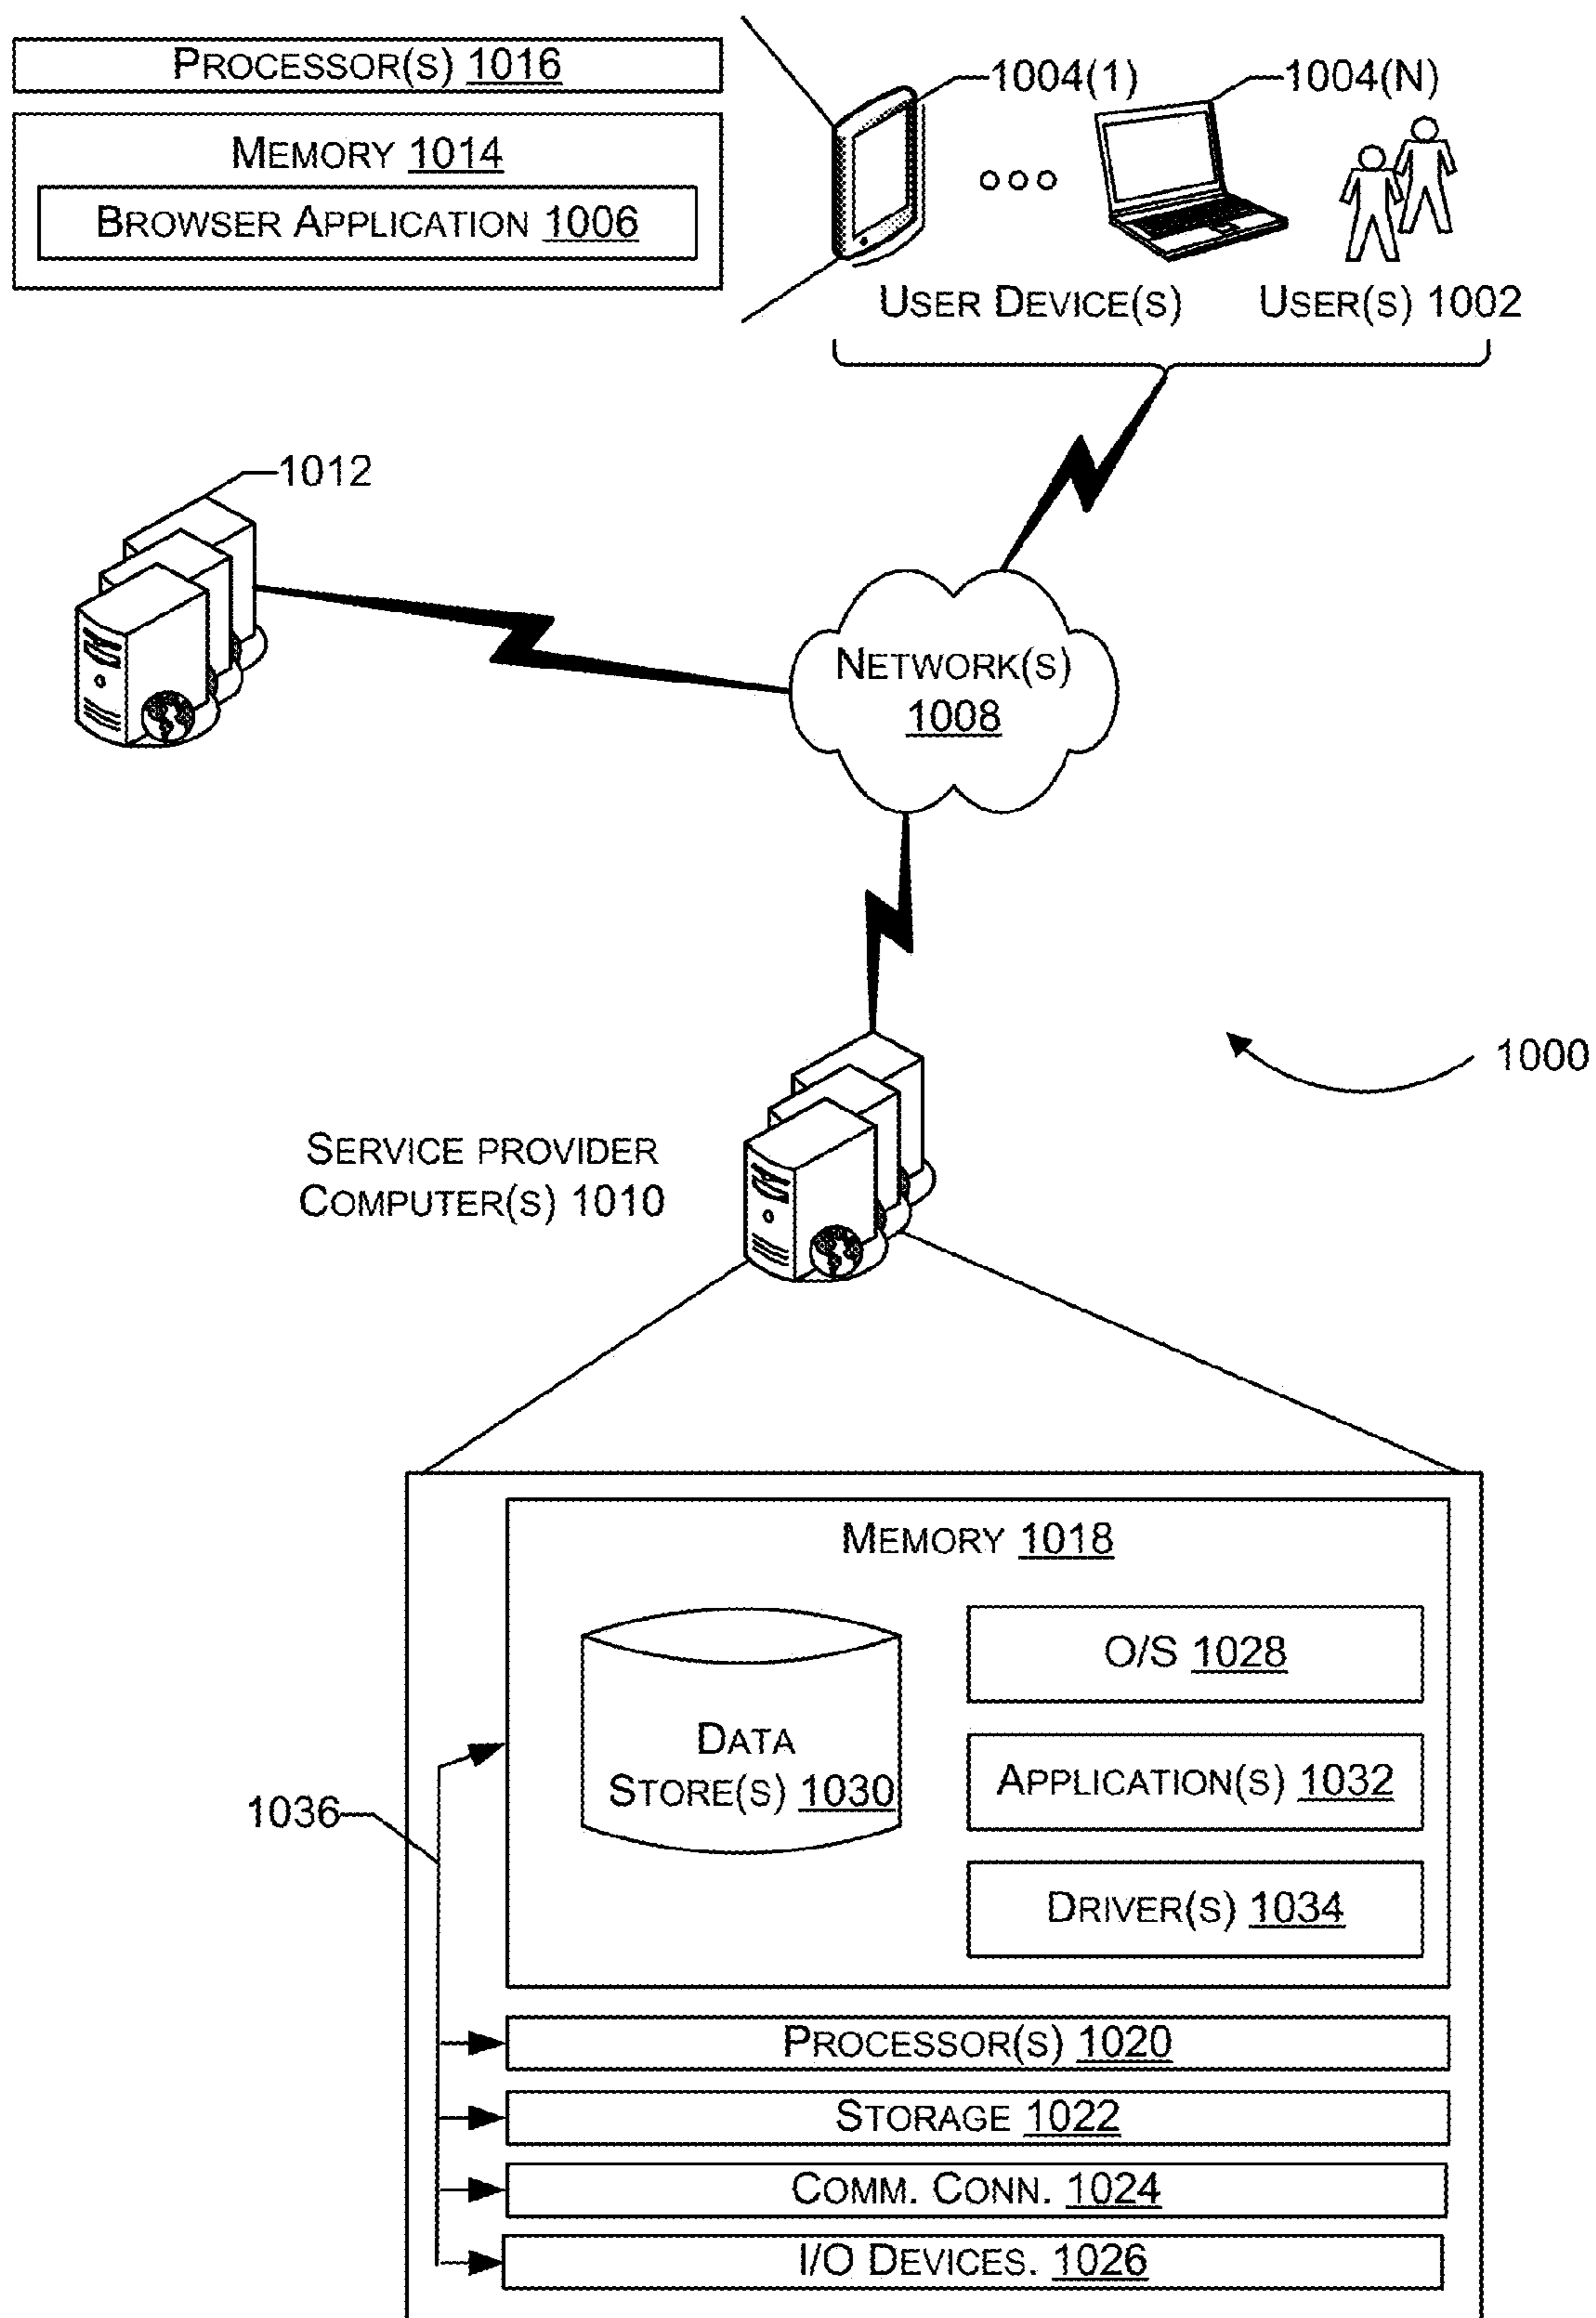 PROCESSOR(S) 1016
MEMORY 1014
BROWSER APPLICATION 1006
1004(1)
1004(N)
USER DEVICE(S)
USER(S) 1002
1012
NETWORK(S)
1008
1000
SERVICE PROVIDER
COMPUTER(S) 1010
MEMORY 1018
DATA
STORE(S) 1030
O/S 1028
APPLICATION(S) 1032
DRIVER(S) 1034
1036
PROCESSOR(S) 1020
STORAGE 1022
COMM. CONN. 1024
I/O DEVICES. 1026